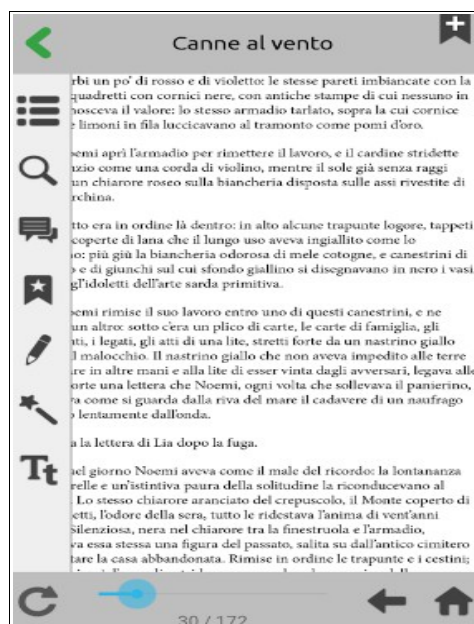 Canne al vento
rbi un po' di rosso e di violetto: le stesse pareti imbiancate con la
quadretti con cornici nere, con antiche stampe di cui nessuno in
nosceva il valore: lo stesso armadio tarlato, sopra la cui cornice
limoni in fila luccicavano al tramonto come pomi d'oro.
oemi aprì l'armadio per rimettere il lavoro, e il cardine stridette
nzio come una corda di violino, mentre il sole già senza raggi
un chiarore roseo sulla biancheria disposta sulle assi rivestite di
rchina.
tto era in ordine là dentro: in alto alcune trapunte logore, tappeti
coperte di lana che il lungo uso aveva ingiallito come lo
no: più giù la biancheria odorosa di mele cotogne, e canestrini di
o e di giunchi sul cui sfondo giallino si disegnavano in nero i vasi
gl'idoletti dell'arte sarda primitiva.
oemi rimise il suo lavoro entro uno di questi canestrini, e ne
un altro: sotto c'era un plico di carte, le carte di famiglia, gli
nti, i legati, gli atti di una lite, stretti forte da un nastrino giallo
l malocchio. Il nastrino giallo che non aveva impedito alle terre
are in altre mani e alla lite di esser vinta dagli avversari, legava alle
orte una lettera che Noemi, ogni volta che sollevava il panierino,
va come si guarda dalla riva del mare il cadavere di un naufrago
o lentamente dall'onda.
a la lettera di Lia dopo la fuga.
uel giorno Noemi aveva come il male del ricordo: la lontananza
relle e un'istintiva paura della solitudine la riconducevano al
. Lo stesso chiarore aranciato del crepuscolo, il Monte coperto di
etti, l'odore della sera, tutto le ridestava l'anima di vent'anni
Silenziosa, nera nel chiarore tra la finestruola e l'armadio,
va essa stessa una figura del passato, salita su dall'antico cimitero
tare la casa abbandonata. Rimise in ordine le trapunte e i cestini;
Tt
30 / 172